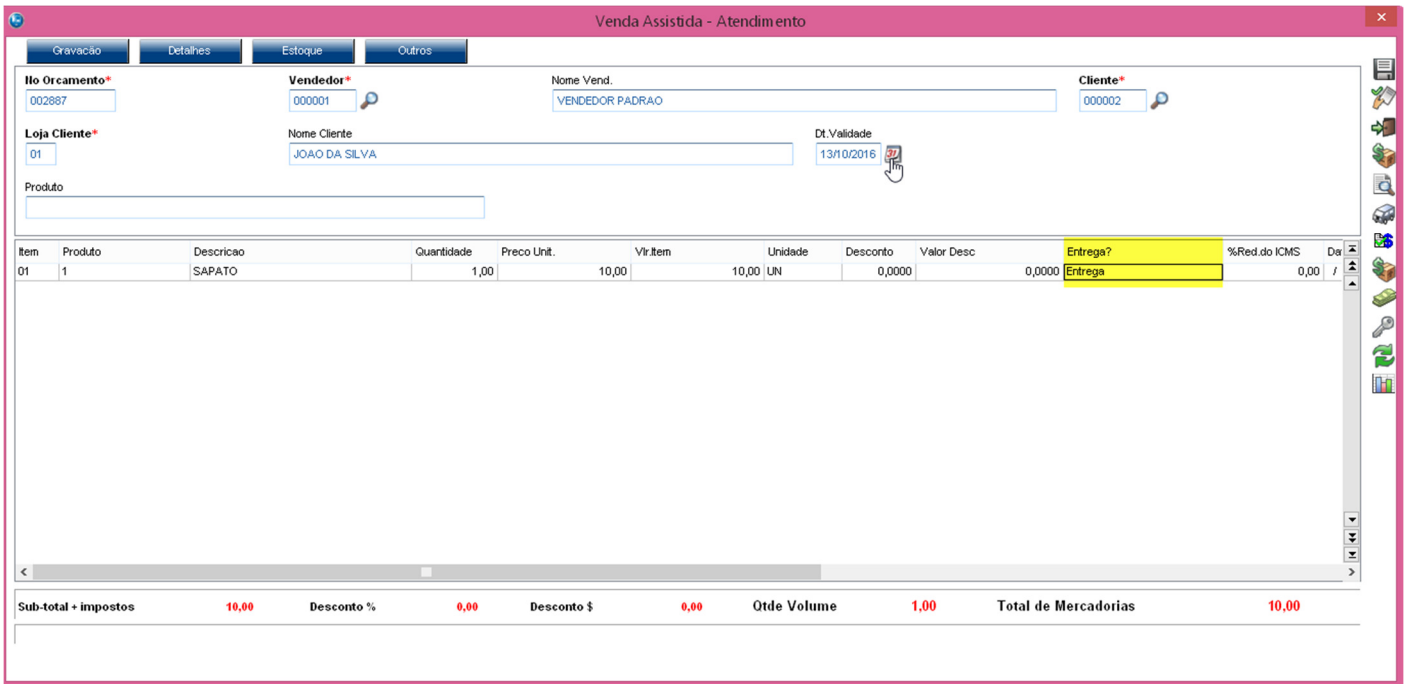 Venda Assistida - Atendimento
Gravacão Detalhes Estoque Outros
No Orcamento* Vendedor* Nome Vend. Cliente*
002887 000001 VENDEDOR PADRAO 000002
Loja Cliente* Nome Cliente Dt.Validade
01 JOAO DA SILVA 13/10/2016 31
Produto
Item Produto Descricao Quantidade Preco Unit. Vlr.Item Unidade Desconto Valor Desc Entrega? %Red.do ICMS Da
01 1 SAPATO 1,00 10,00 10,00 UN 0,0000 0,0000 Entrega 0,00 /
Sub-total + impostos 10,00 Desconto % 0,00 Desconto $ 0,00 Qtde Volume 1,00 Total de Mercadorias 10,00